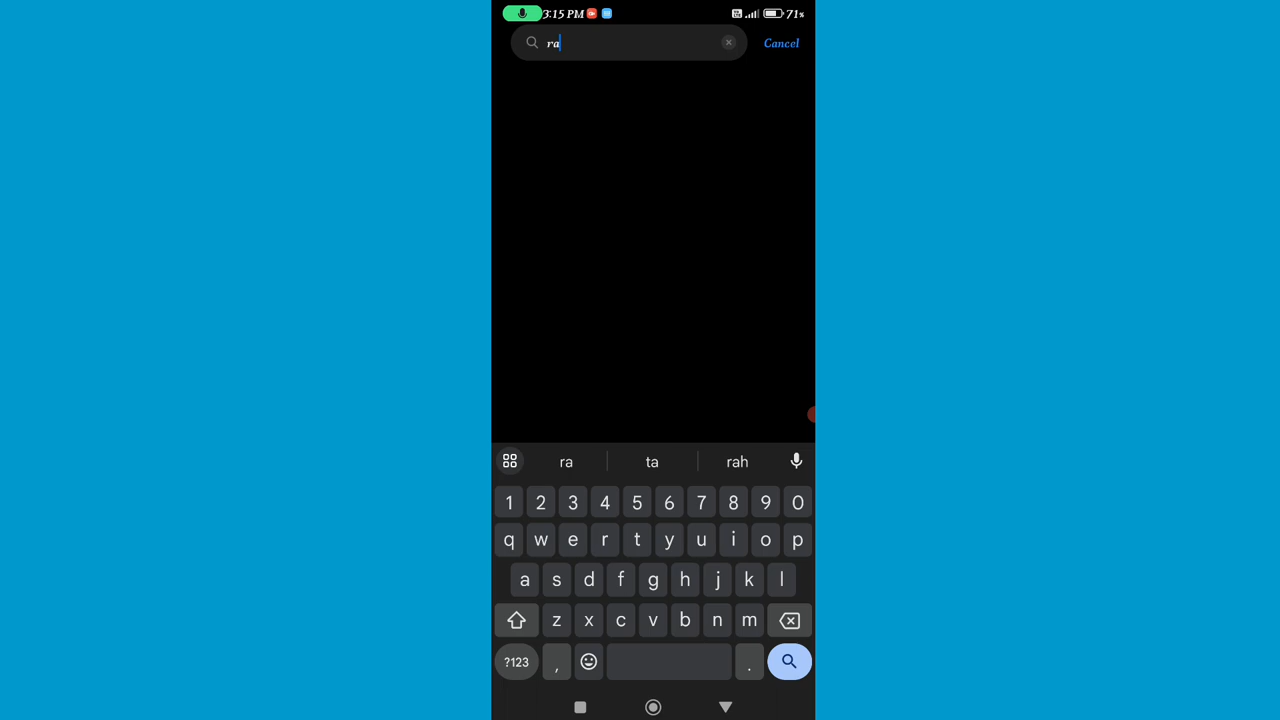 3:15 PM 71%
ra Cancel
ra ta rah
1 2 3 4 5 6 7 8 9 0
q w e r t y u i o p
a s d f g h j k l
z x c v b n m
?123 , .